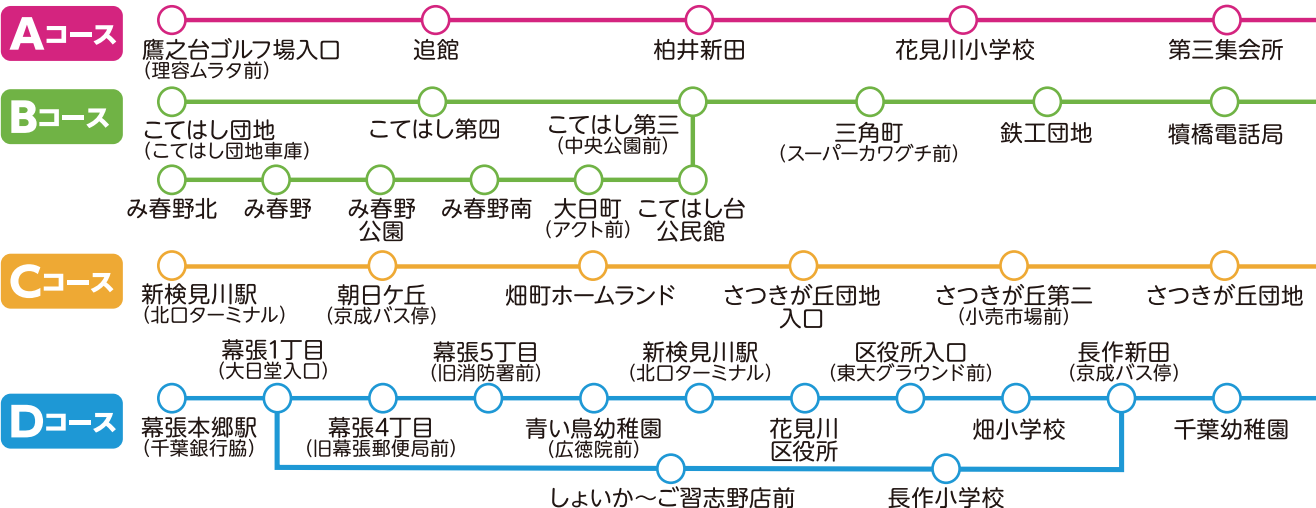 Aコース
鷹之台ゴルフ場入口
（理容ムラタ前）
追館
柏井新田
花見川小学校
第三集会所
Bコース
こてはし団地
（こてはし団地車庫）
こてはし第四
こてはし第三
（中央公園前）
三角町
（スーパーカワグチ前）
鉄工団地
犢橋電話局
み春野北
み春野
み春野
公園
み春野南
大日町
（アクト前）
こてはし台
公民館
Cコース
新検見川駅
（北口ターミナル）
朝日ケ丘
（京成バス停）
畑町ホームランド
さつきが丘団地
入口
さつきが丘第二
（小売市場前）
さつきが丘団地
Dコース
幕張本郷駅
（千葉銀行脇）
幕張1丁目
（大日堂入口）
幕張4丁目
（旧幕張郵便局前）
幕張5丁目
（旧消防署前）
青い鳥幼稚園
（広徳院前）
新検見川駅
（北口ターミナル）
花見川
区役所
区役所入口
（東大グラウンド前）
畑小学校
長作新田
（京成バス停）
千葉幼稚園
しょいか～ご習志野店前
長作小学校